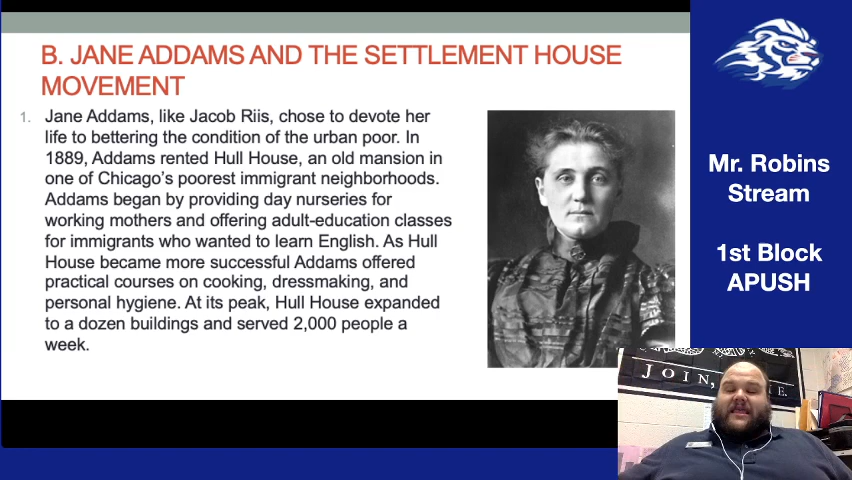 B. JANE ADDAMS AND THE SETTLEMENT HOUSE
MOVEMENT
1. Jane Addams, like Jacob Riis, chose to devote her
life to bettering the condition of the urban poor. In
1889, Addams rented Hull House, an old mansion in
one of Chicago's poorest immigrant neighborhoods.
Addams began by providing day nurseries for
working mothers and offering adult-education classes
for immigrants who wanted to learn English. As Hull
House became more successful Addams offered
practical courses on cooking, dressmaking, and
personal hygiene. At its peak, Hull House expanded
to a dozen buildings and served 2,000 people a
week.
Mr. Robins
Stream
1st Block
APUSH
JOIN,